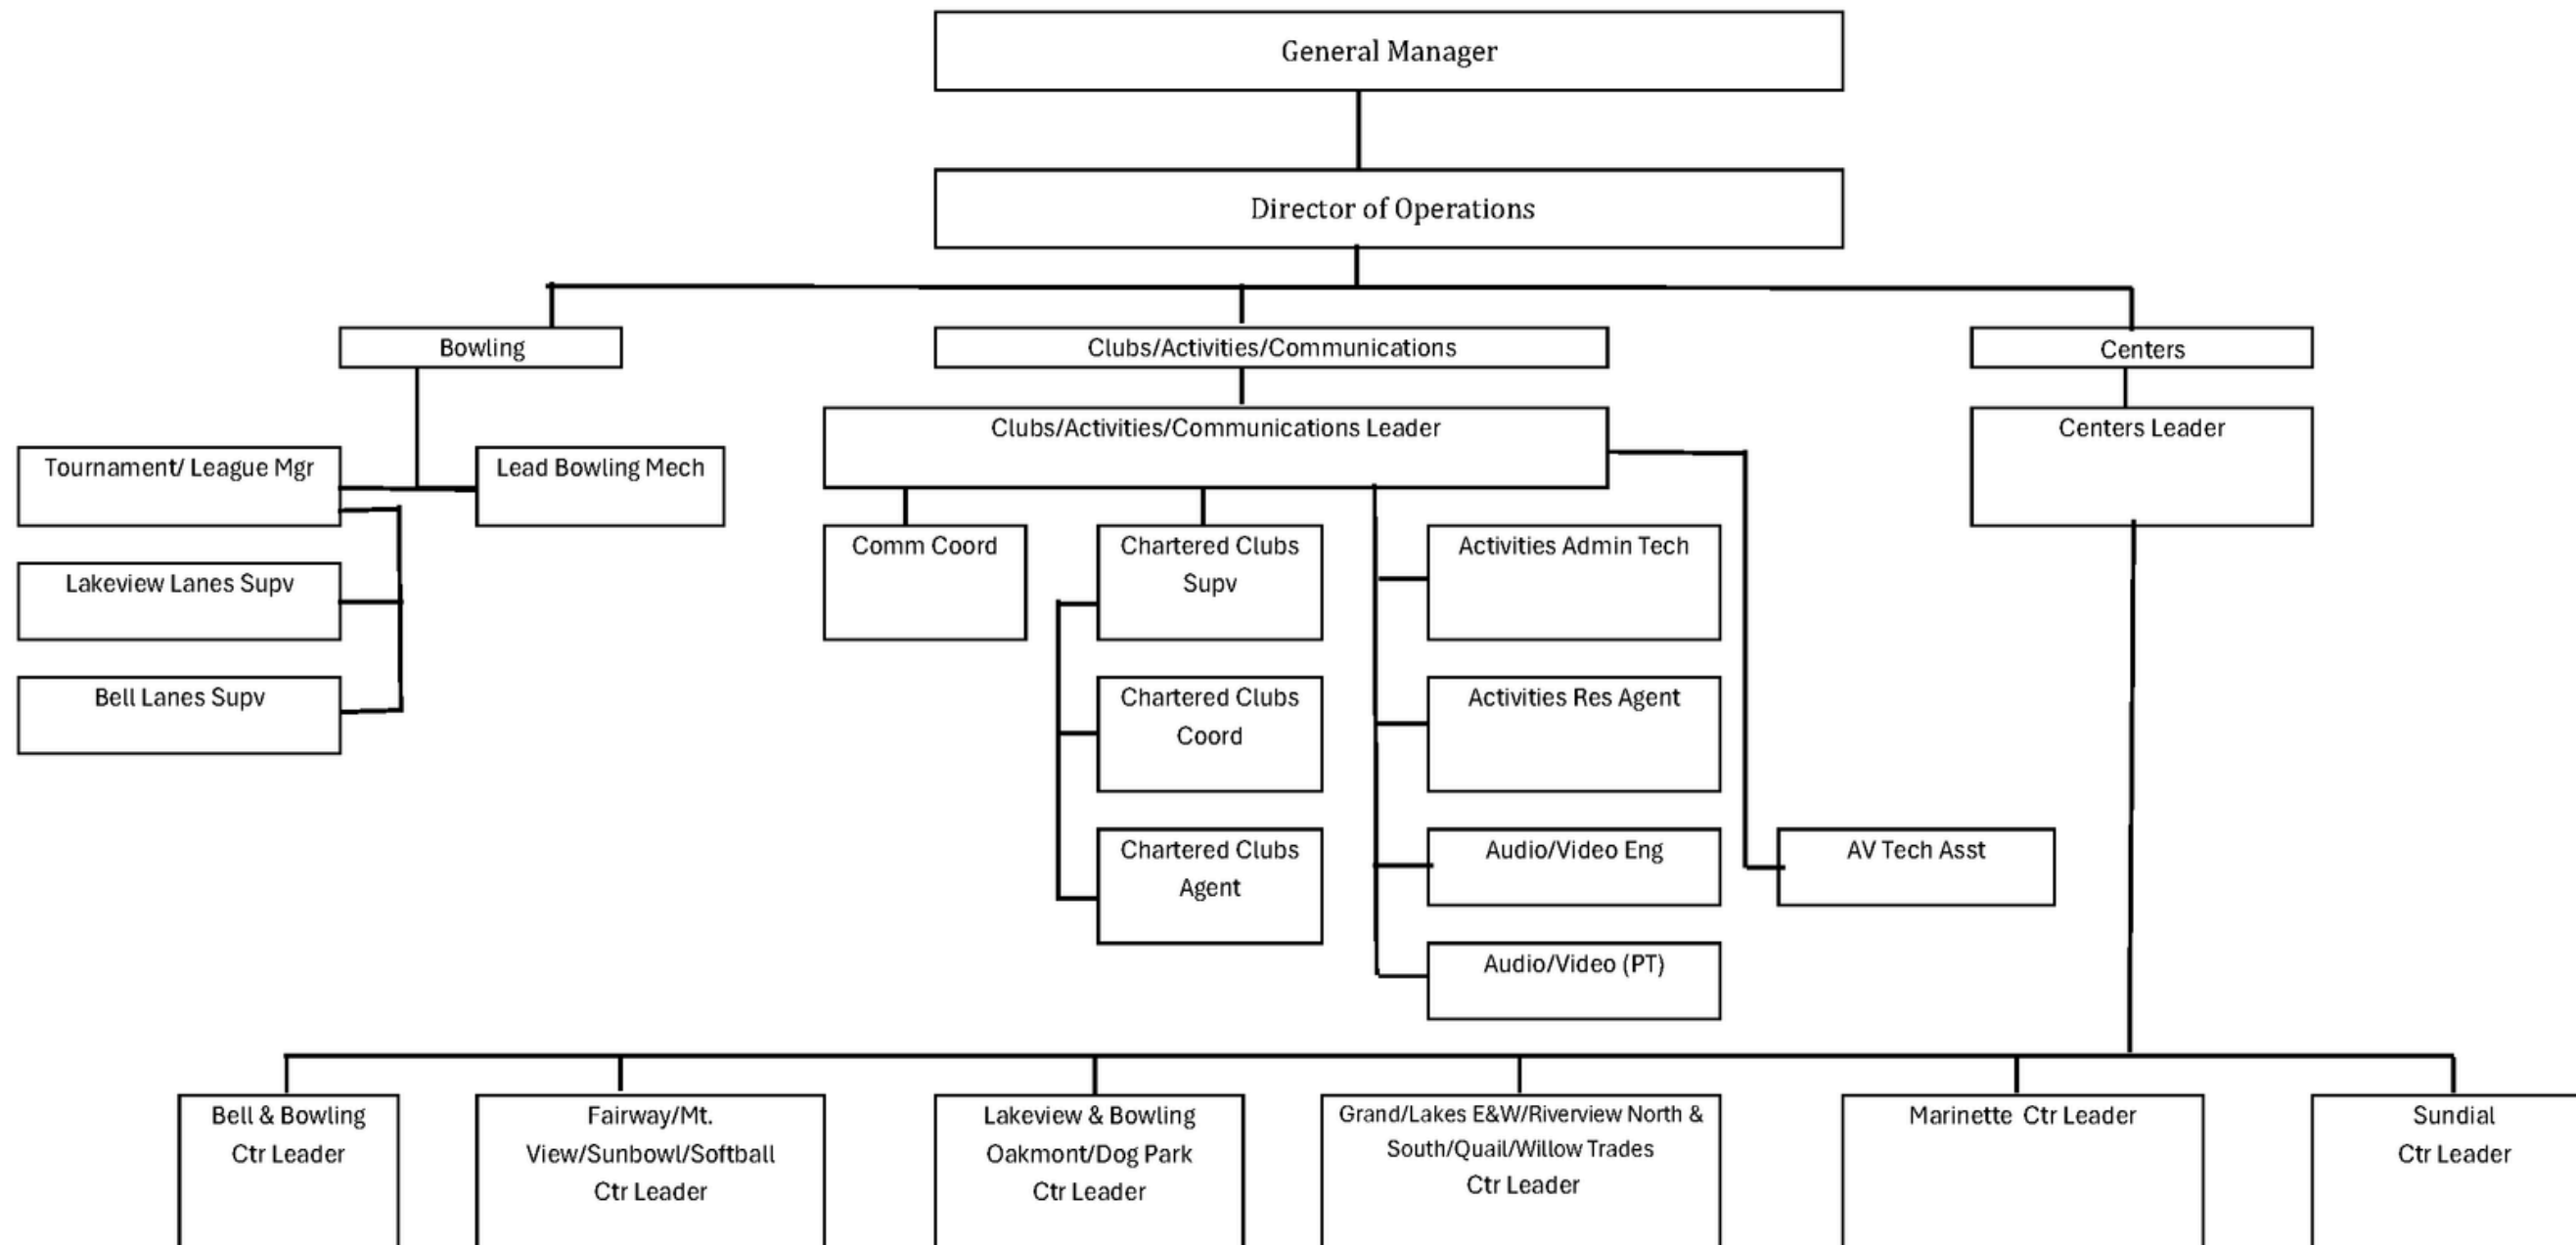 General Manager
Director of Operations
Bowling
Clubs/Activities/Communications
Centers
Clubs/Activities/Communications Leader
Centers Leader
Tournament/ League Mgr
Lead Bowling Mech
Comm Coord
Chartered Clubs
Supv
Activities Admin Tech
Lakeview Lanes Supv
Bell Lanes Supv
Chartered Clubs
Coord
Activities Res Agent
Chartered Clubs
Agent
Audio/Video Eng
AV Tech Asst
Audio/Video (PT)
Bell & Bowling
Ctr Leader
Fairway/Mt.
View/Sunbowl/Softball
Ctr Leader
Lakeview & Bowling
Oakmont/Dog Park
Ctr Leader
Grand/Lakes E&W/Riverview North &
South/Quail/Willow Trades
Ctr Leader
Marinette Ctr Leader
Sundial
Ctr Leader